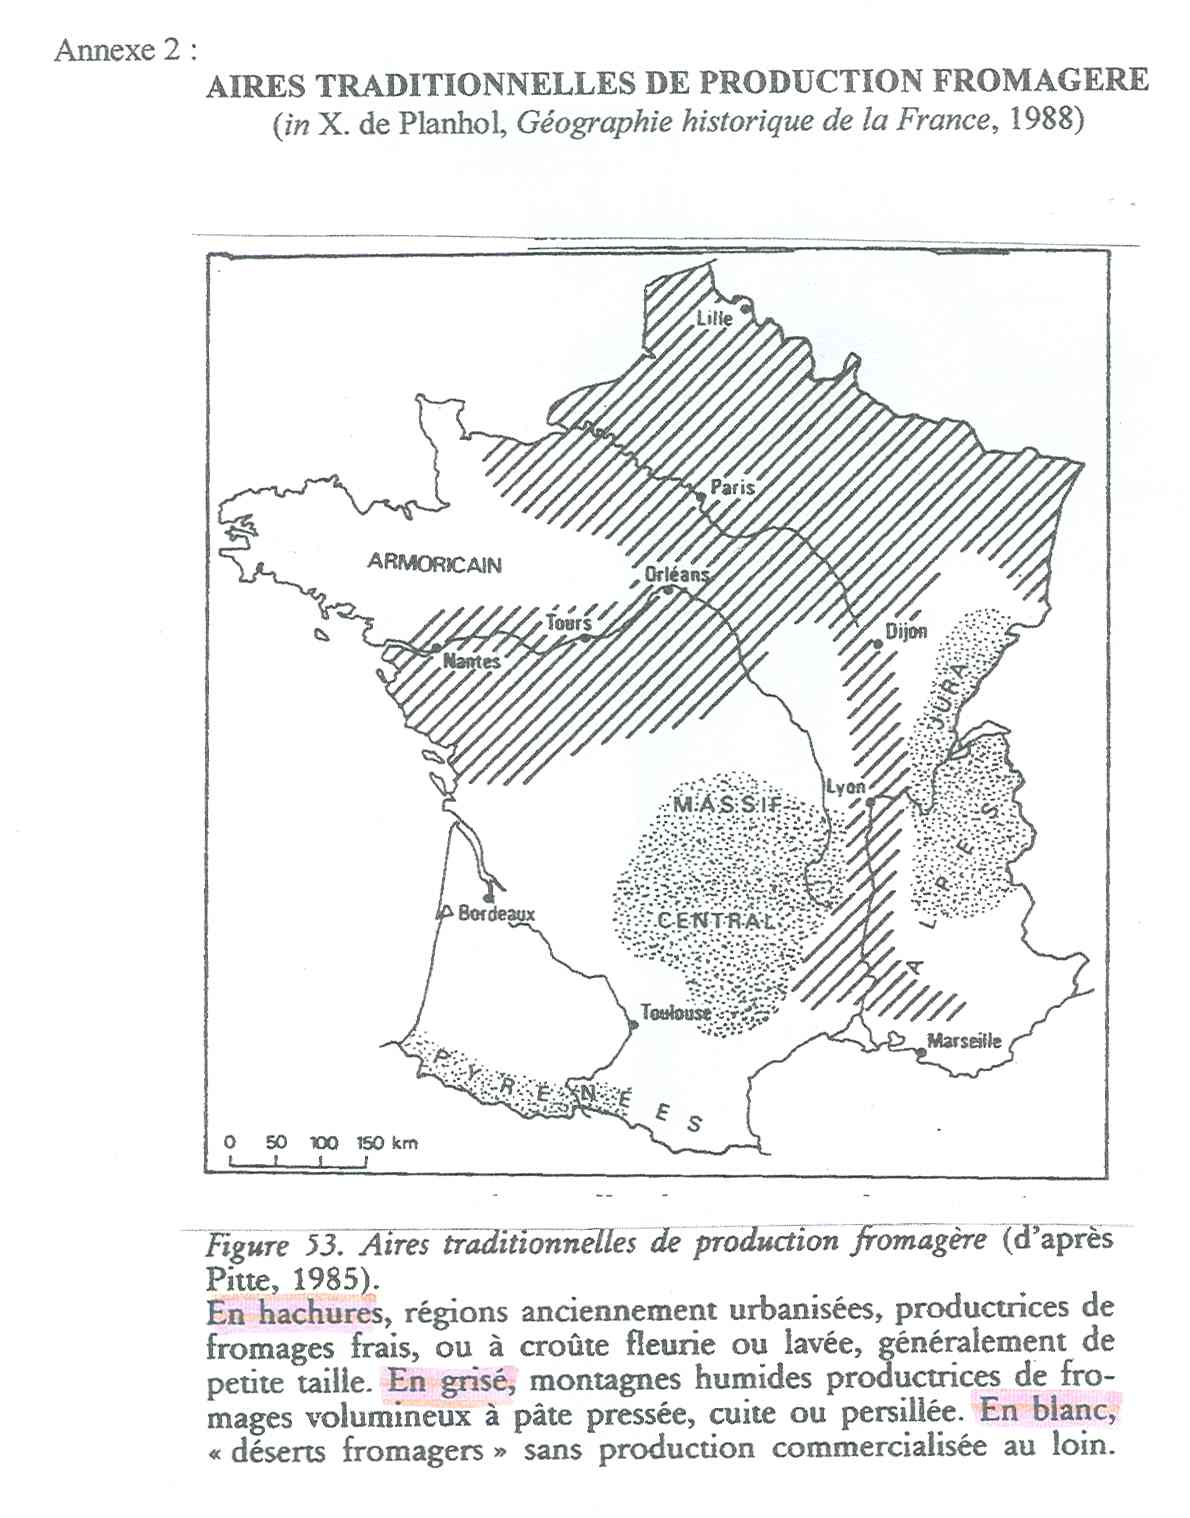 Annexe 2 :
AIRES TRADITIONNELLES DE PRODUCTION FROMAGERE
(in X. de Planhol, Géographie historique de la France, 1988)
Lille
Paris
ARMORICAIN
Orléans
Tours
Dijon
Nantes
JURA
Lyon
MASSIF
ALPES
CENTRAL
Bordeaux
Toulouse
Marseille
PYRÉNÉES
0 50 100 150 km
Figure 53. Aires traditionnelles de production fromagère (d'après
Pitte, 1985).
En hachures, régions anciennement urbanisées, productrices de
fromages frais, ou à croûte fleurie ou lavée, généralement de
petite taille. En grisé, montagnes humides productrices de fro-
mages volumineux à pâte pressée, cuite ou persillée. En blanc,
« déserts fromagers » sans production commercialisée au loin.